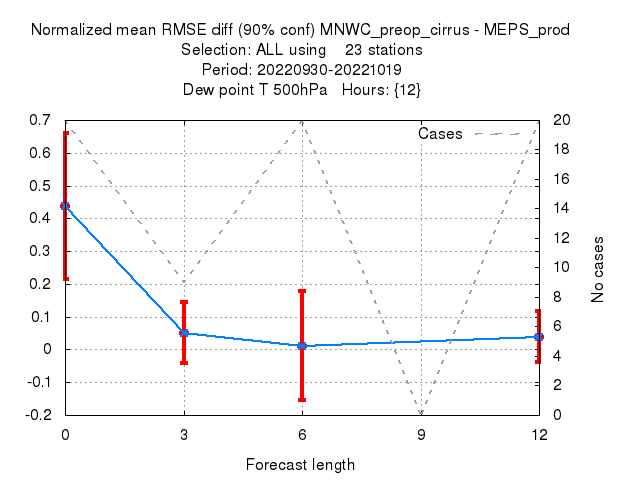 Normalized mean RMSE diff (90% conf) MNWC_preop_cirrus - MEPS_prod
Selection: ALL using    23 stations
Period: 20220930-20221019
Dew point T 500hPa   Hours: {12}
Cases
0.7
0.6
0.5
0.4
0.3
0.2
0.1
0
-0.1
-0.2
20
18
16
14
12
10
8
6
4
2
0
No cases
0 3 6 9 12
Forecast length